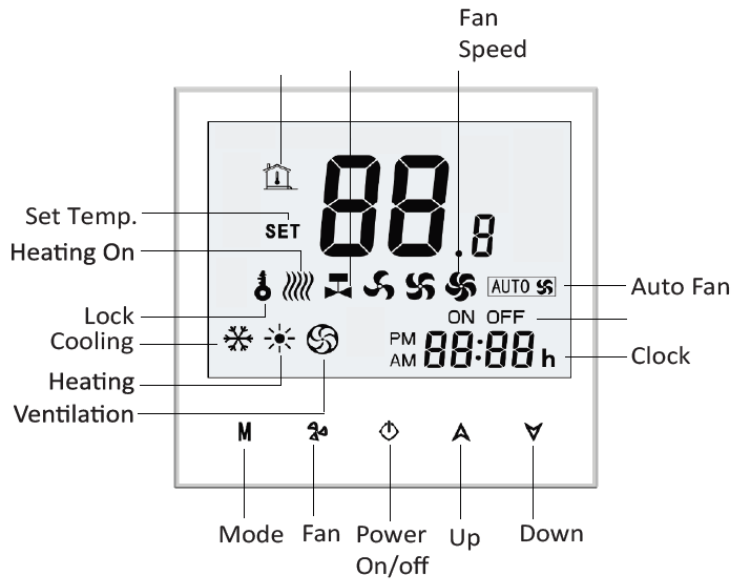 Fan
Speed
88.8
Set Temp.
SET
Heating On
AUTO
Auto Fan
Lock
ON OFF
Cooling
PM
AM 88:88 h
Clock
Heating
Ventilation
M
Mode
Fan
Power
On/off
Up
Down